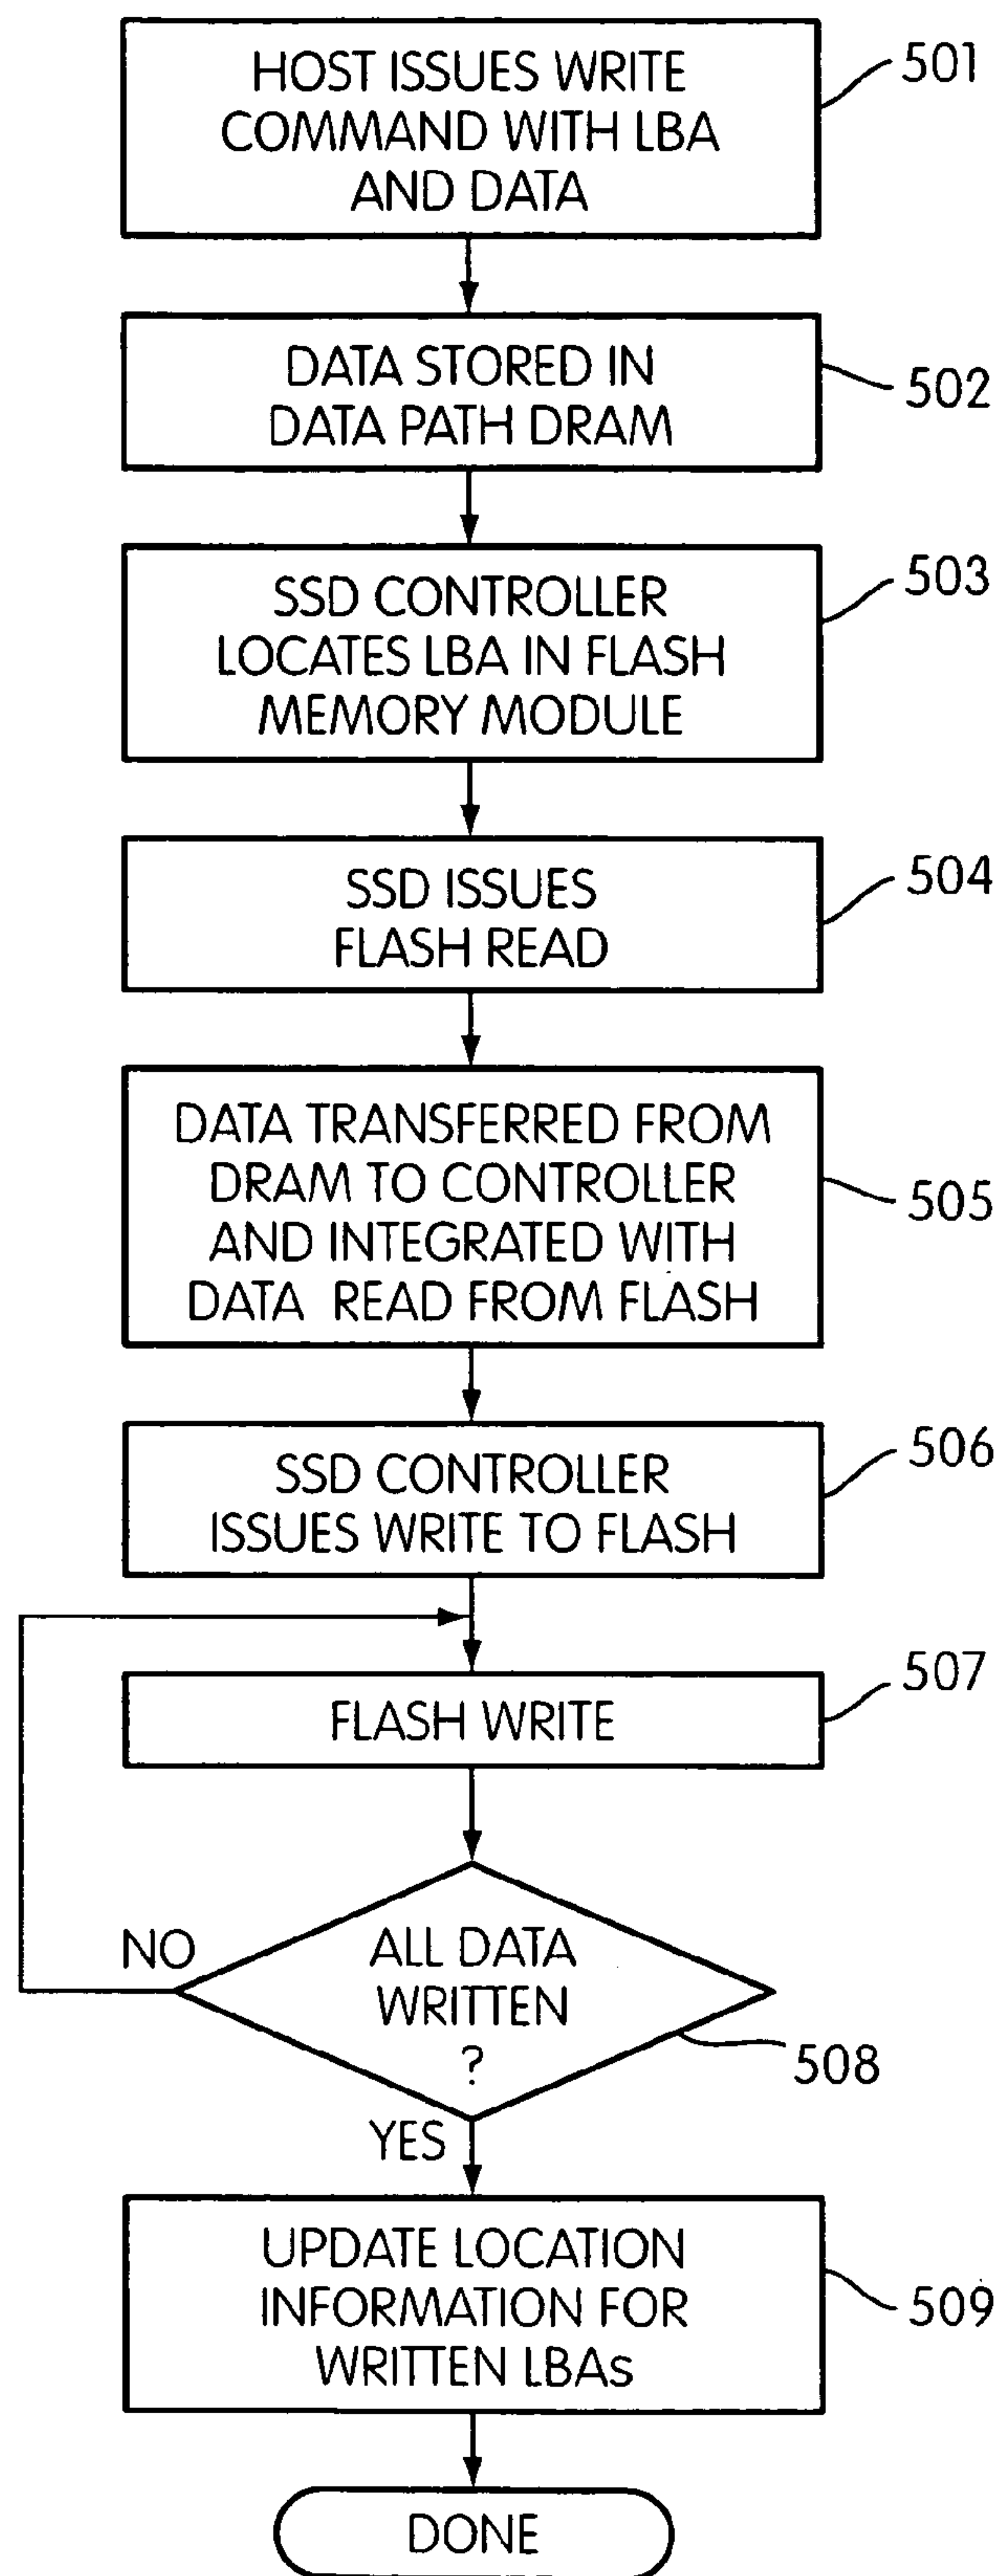 HOST ISSUES WRITE
COMMAND WITH LBA
AND DATA
501
DATA STORED IN
DATA PATH DRAM
502
SSD CONTROLLER
LOCATES LBA IN FLASH
MEMORY MODULE
503
SSD ISSUES
FLASH READ
504
DATA TRANSFERRED FROM
DRAM TO CONTROLLER
AND INTEGRATED WITH
DATA READ FROM FLASH
505
SSD CONTROLLER
ISSUES WRITE TO FLASH
506
FLASH WRITE
507
NO
ALL DATA
WRITTEN
?
508
YES
UPDATE LOCATION
INFORMATION FOR
WRITTEN LBAs
509
DONE